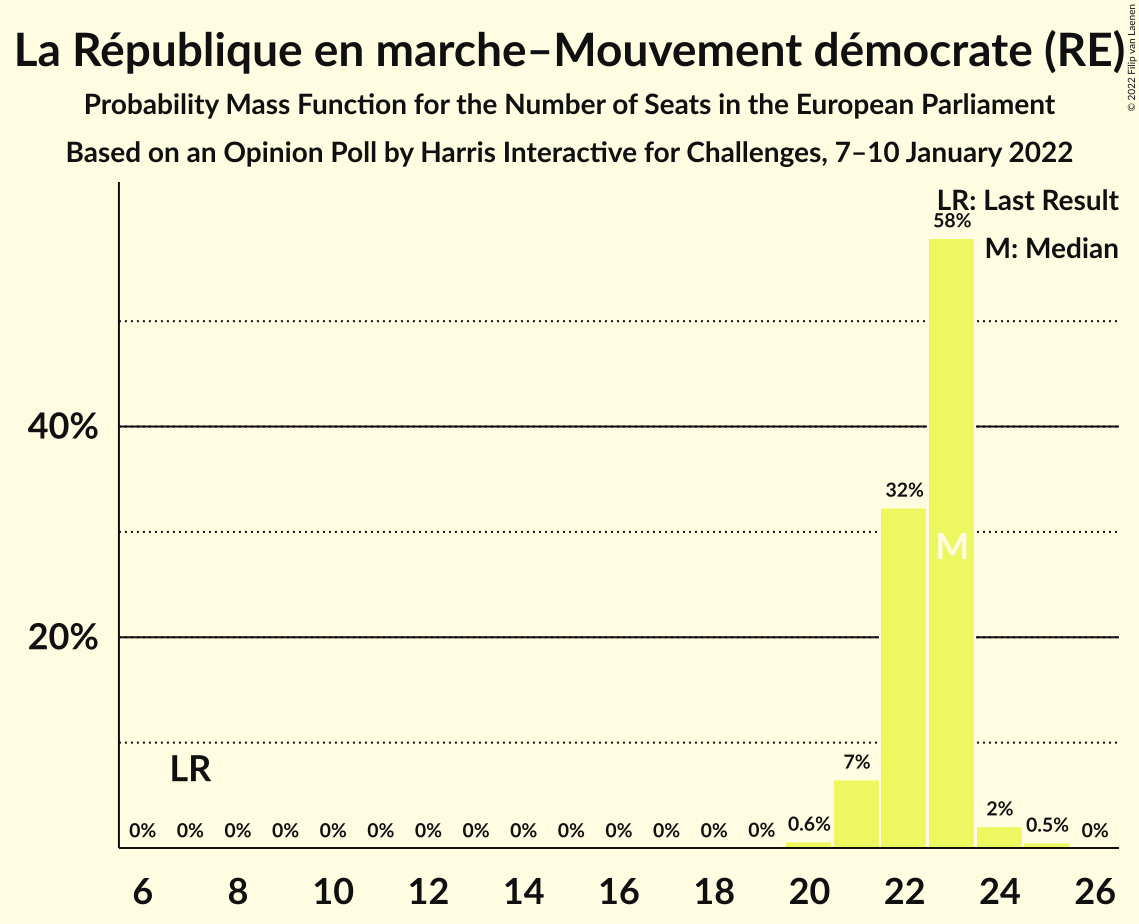 La République en marche–Mouvement démocrate (RE)
© 2022 Filip van Laenen
Probability Mass Function for the Number of Seats in the European Parliament
Based on an Opinion Poll by Harris Interactive for Challenges, 7–10 January 2022
LR: Last Result
M: Median
58%
40%
32%
M
20%
LR
7%
2%
0% 0% 0% 0% 0% 0% 0% 0% 0% 0% 0% 0% 0% 0% 0.6% 0.5% 0%
6 8 10 12 14 16 18 20 22 24 26